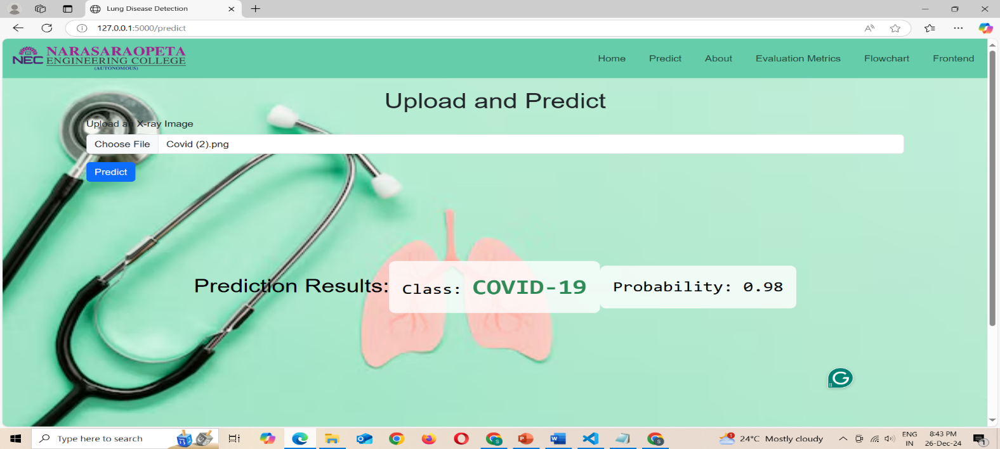 Lung Disease Detection
127.0.0.1:5000/predict
NEC NARASARAOPETA
ENGINEERING COLLEGE
(AUTONOMOUS)
Home Predict About Evaluation Metrics Flowchart Frontend
Upload and Predict
Upload an X-ray Image
Choose File Covid (2).png
Predict
Prediction Results: Class: COVID-19 Probability: 0.98
Type here to search
1 24°C Mostly cloudy
ENG
IN
8:43 PM
26-Dec-24
1